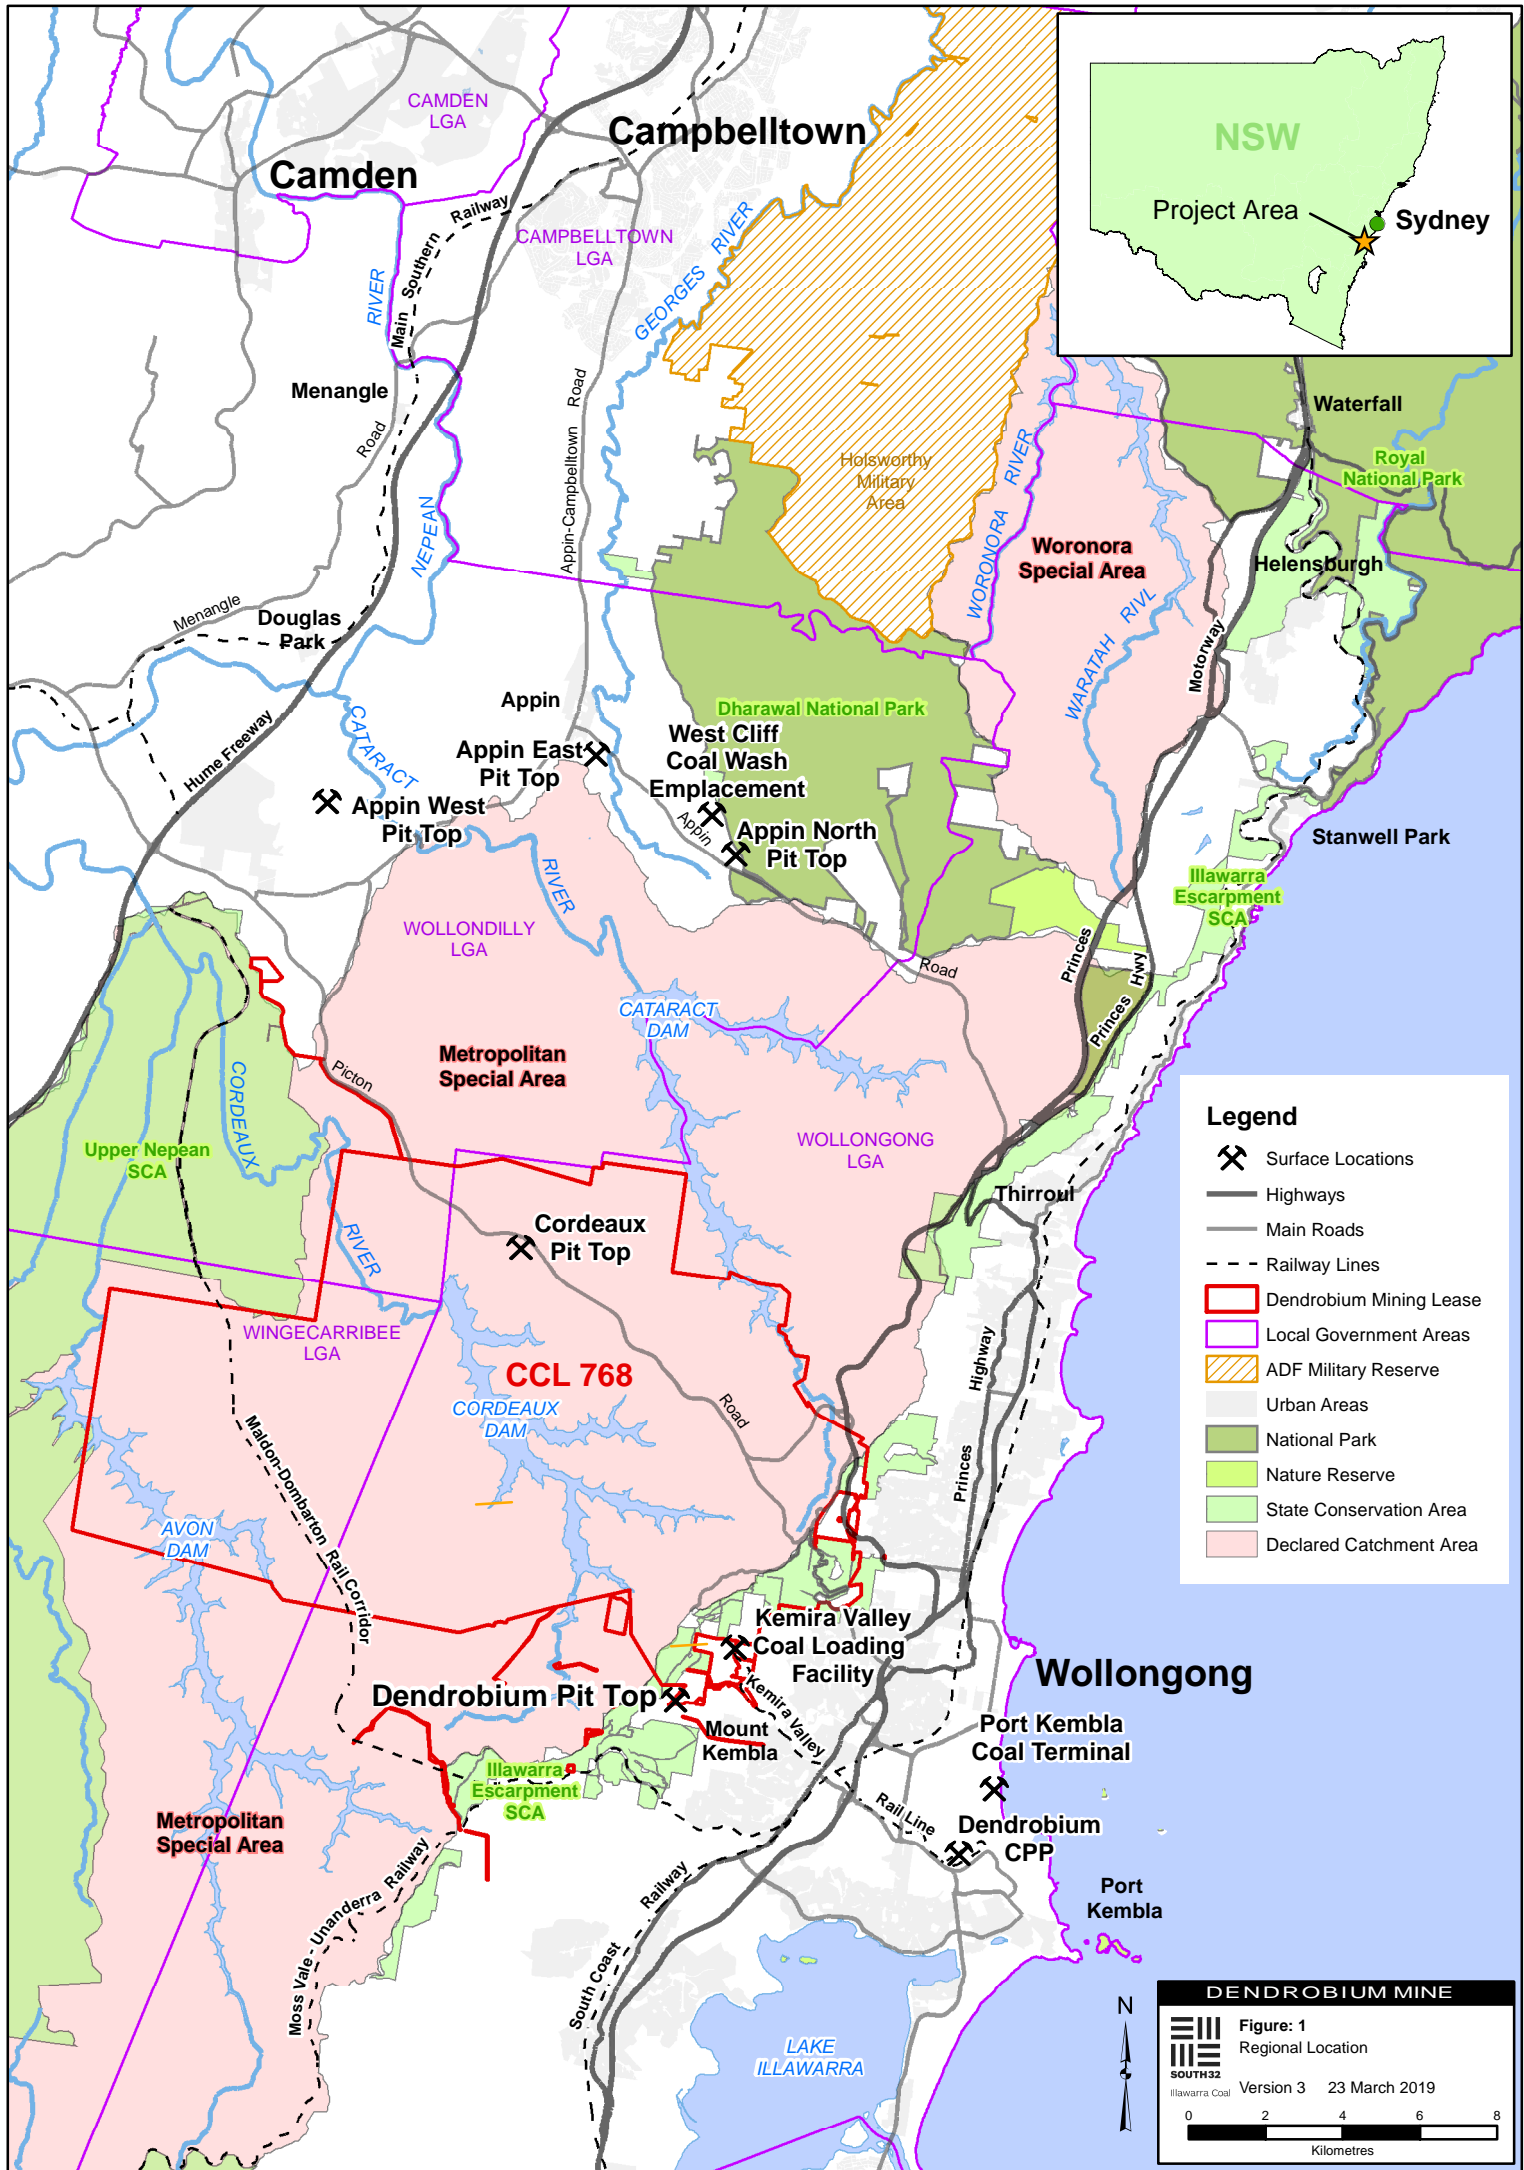 CAMDEN
LGA
Campbelltown
Camden
Railway
CAMPBELLTOWN
LGA
GEORGES RIVER
RIVER
Main Southern
Menangle
Road
Appin-Campbelltown Road
NEPEAN
Holsworthy
Military
Area
WORONORA RIVER
Woronora
Special Area
WARATAH RIVL
Motorway
NSW
Project Area
Sydney
Waterfall
Royal
National Park
Helensburgh
Menangle
Douglas
Park
Hume Freeway
CATARACT
Appin
Appin East
Pit Top
Appin West
Pit Top
Dharawal National Park
West Cliff
Coal Wash
Emplacement
Appin
Appin North
Pit Top
Stanwell Park
Illawarra
Escarpment
SCA
RIVER
WOLLONDILLY
LGA
Road
Princes
Princes Hwy
CATARACT
DAM
Metropolitan
Special Area
Picton
CORDEAUX
Upper Nepean
SCA
WOLLONGONG
LGA
Thirroul
RIVER
Cordeaux
Pit Top
WINGECARRIBEE
LGA
CCL 768
CORDEAUX
DAM
Road
Highway
Princes
Maldon-Dombarton Rail Corridor
AVON
DAM
Kemira Valley
Coal Loading
Facility
Dendrobium Pit Top
Kemira Valley
Mount
Kembla
Wollongong
Port Kembla
Coal Terminal
Illawarra
Escarpment
SCA
Rail Line
Dendrobium
CPP
Metropolitan
Special Area
Moss Vale - Unanderra Railway
Railway
South Coast
Port
Kembla
LAKE
ILLAWARRA
Legend
Surface Locations
Highways
Main Roads
Railway Lines
Dendrobium Mining Lease
Local Government Areas
ADF Military Reserve
Urban Areas
National Park
Nature Reserve
State Conservation Area
Declared Catchment Area
N
DENDROBIUM MINE
SOUTH32
Illawarra Coal
Figure: 1
Regional Location
Version 3 23 March 2019
0 2 4 6 8
Kilometres